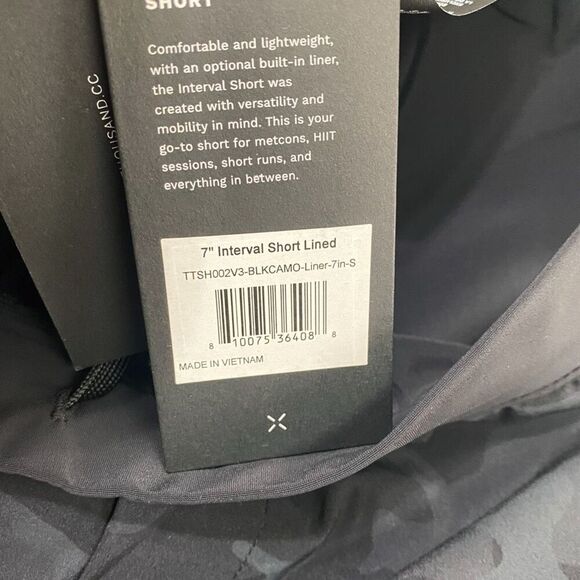 SHORT
Comfortable and lightweight,
with an optional built-in liner,
the Interval Short was
created with versatility and
mobility in mind. This is your
go-to short for metcons, HIIT
sessions, short runs, and
everything in between.
7" Interval Short Lined
TTSH002V3-BLKCAMO-Liner-7in-S
8 10075 36408 8
MADE IN VIETNAM
OUSAND.CC